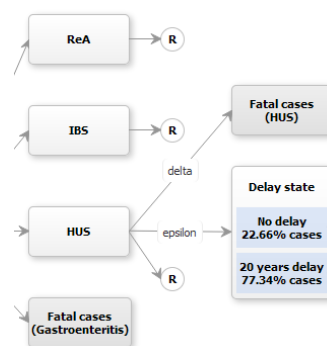 ReA
R
IBS
R
Fatal cases
(HUS)
delta
HUS
epsilon
R
Delay state
No delay
22.66% cases
20 years delay
77.34% cases
Fatal cases
(Gastroenteritis)